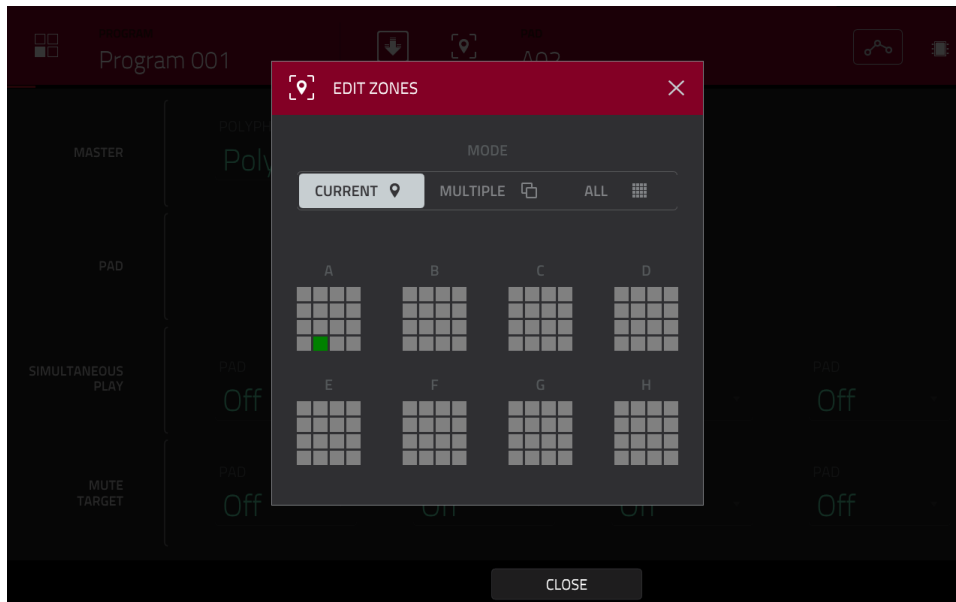 Program 001
EDIT ZONES
MASTER
MODE
CURRENT MULTIPLE ALL
PAD
A B C D
SIMULTANEOUS
PLAY
PAD PAD
Off Off
E F G H
MUTE
TARGET
PAD PAD
Off Off
CLOSE